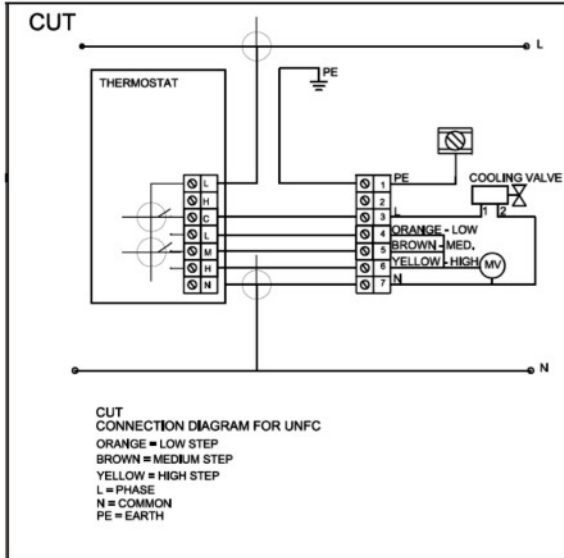 CUT
L
PE
THERMOSTAT
PE
COOLING VALVE
L
H
C
L
M
H
N
1
2
3
4
5
6
7
L
1 2
ORANGE - LOW
BROWN - MED.
YELLOW - HIGH
MV
N
N
CUT
CONNECTION DIAGRAM FOR UNFC
ORANGE = LOW STEP
BROWN = MEDIUM STEP
YELLOW = HIGH STEP
L = PHASE
N = COMMON
PE = EARTH